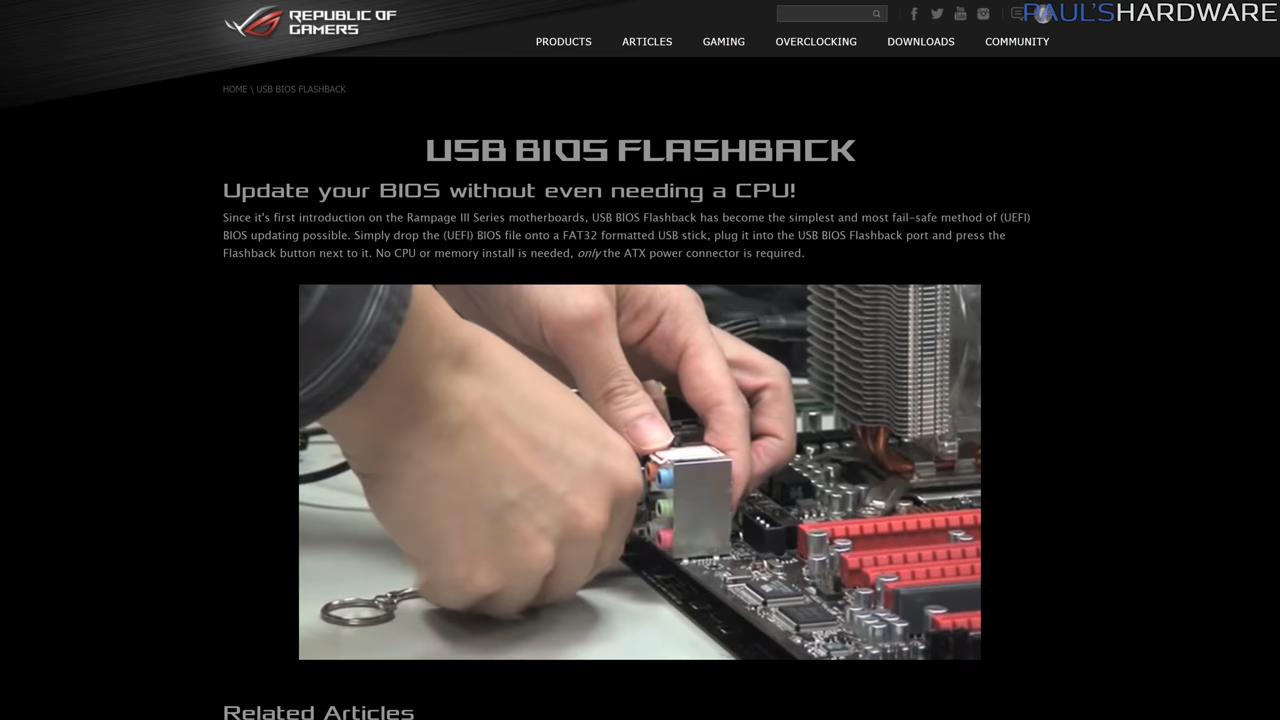 REPUBLIC OF
GAMERS
PAUL'SHARDWARE
PRODUCTS ARTICLES GAMING OVERCLOCKING DOWNLOADS COMMUNITY
HOME \ USB BIOS FLASHBACK
USB BIOS FLASHBACK
Update your BIOS without even needing a CPU!
Since it's first introduction on the Rampage III Series motherboards, USB BIOS Flashback has become the simplest and most fail-safe method of (UEFI)
BIOS updating possible. Simply drop the (UEFI) BIOS file onto a FAT32 formatted USB stick, plug it into the USB BIOS Flashback port and press the
Flashback button next to it. No CPU or memory install is needed, only the ATX power connector is required.
Related Articles